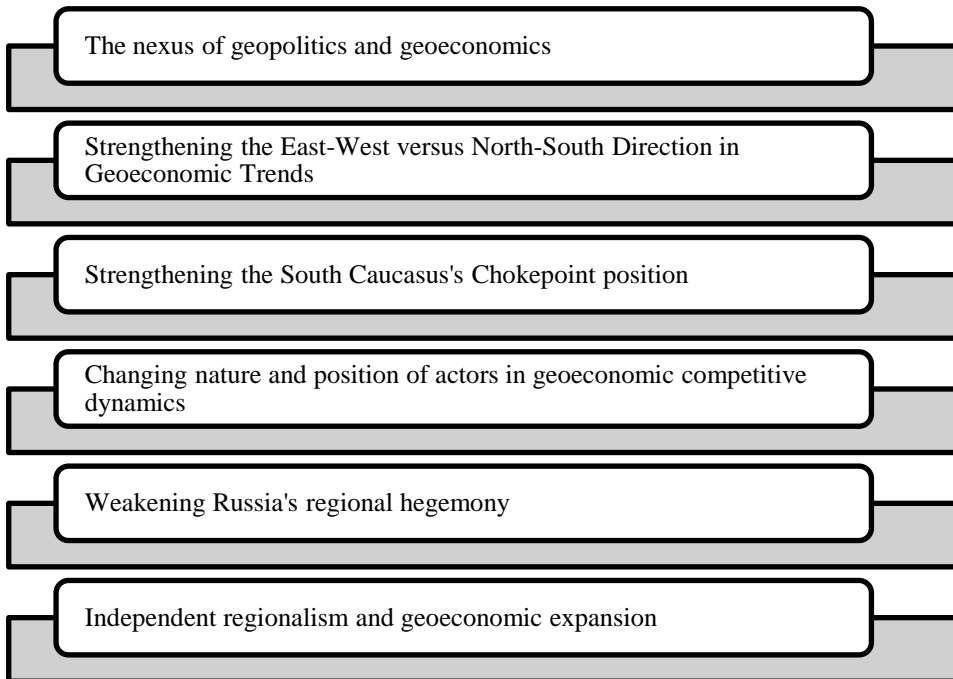 The nexus of geopolitics and geoeconomics
Strengthening the East-West versus North-South Direction in
Geoeconomic Trends
Strengthening the South Caucasus's Chokepoint position
Changing nature and position of actors in geoeconomic competitive
dynamics
Weakening Russia's regional hegemony
Independent regionalism and geoeconomic expansion